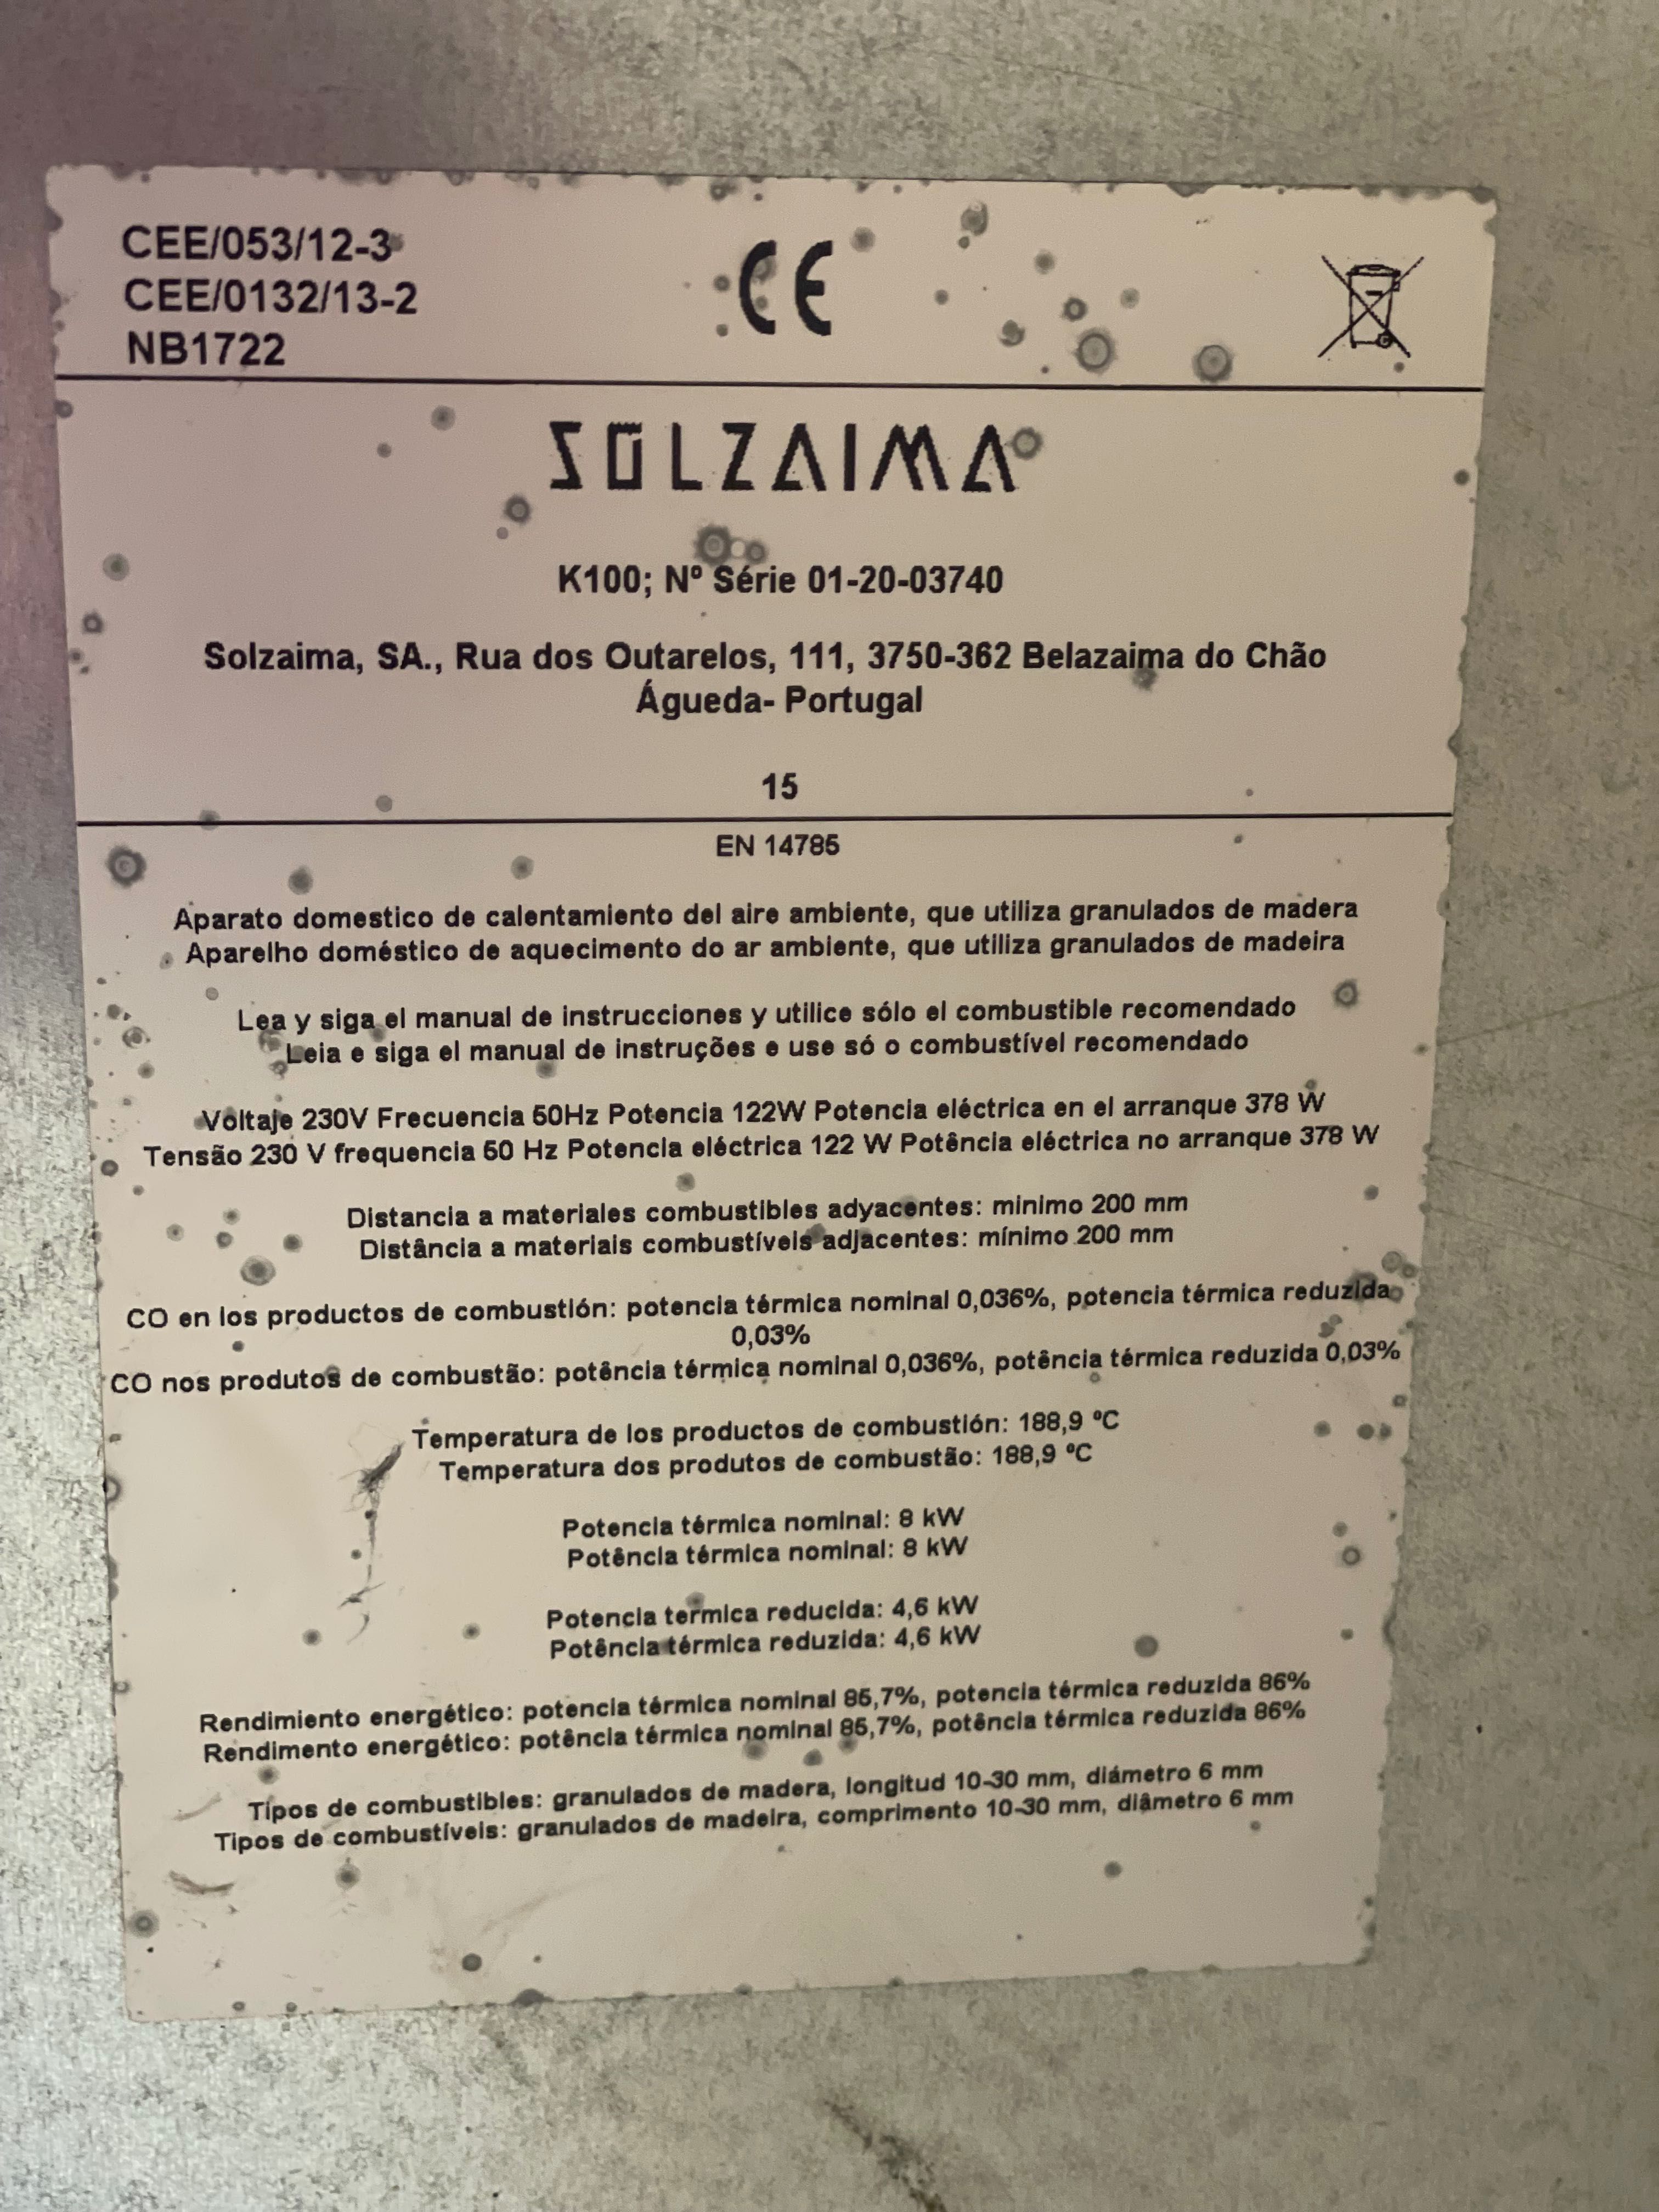 CEE/053/12-3
CEE/0132/13-2
NB1722
CE
SOLZAIMA
K100; Nº Série 01-20-03740
Solzaima, SA., Rua dos Outarelos, 111, 3750-362 Belazaima do Chão
Águeda- Portugal
15
EN 14785
Aparato domestico de calentamiento del aire ambiente, que utiliza granulados de madera
Aparelho doméstico de aquecimento do ar ambiente, que utiliza granulados de madeira
Lea y siga el manual de instrucciones y utilice sólo el combustible recomendado
Leia e siga el manual de instruções e use só o combustível recomendado
Voltaje 230V Frecuencia 50Hz Potencia 122W Potencia eléctrica en el arranque 378 W
Tensão 230 V frequencia 50 Hz Potencia eléctrica 122 W Potência eléctrica no arranque 378 W
Distancia a materiales combustibles adyacentes: minimo 200 mm
Distância a materiais combustíveis adjacentes: mínimo 200 mm
CO en los productos de combustión: potencia térmica nominal 0,036%, potencia térmica reduzida
0,03%
CO nos produtos de combustão: potência térmica nominal 0,036%, potência térmica reduzida 0,03%
Temperatura de los productos de combustión: 188,9 ºC
Temperatura dos produtos de combustão: 188,9 ºC
Potencia térmica nominal: 8 kW
Potência térmica nominal: 8 kW
Potencia termica reducida: 4,6 kW
Potência térmica reduzida: 4,6 kW
Rendimiento energético: potencia térmica nominal 85,7%, potencia térmica reduzida 86%
Rendimento energético: potência térmica nominal 85,7%, potência térmica reduzida 86%
Tipos de combustibles: granulados de madera, longitud 10-30 mm, diámetro 6 mm
Tipos de combustíveis: granulados de madeira, comprimento 10-30 mm, diâmetro 6 mm